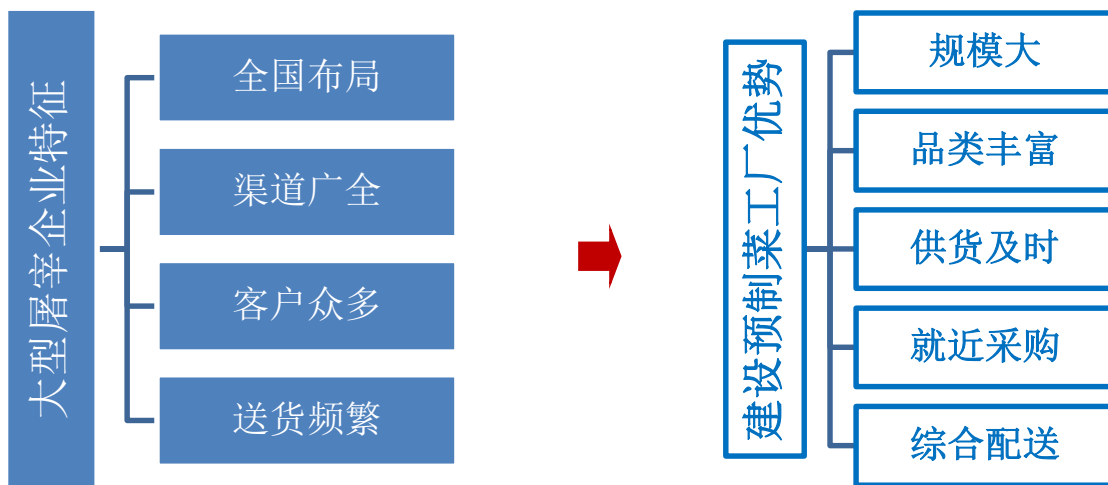 大型屠宰企业特征
全国布局
渠道广全
客户众多
送货频繁
建设预制菜工厂优势
规模大
品类丰富
供货及时
就近采购
综合配送